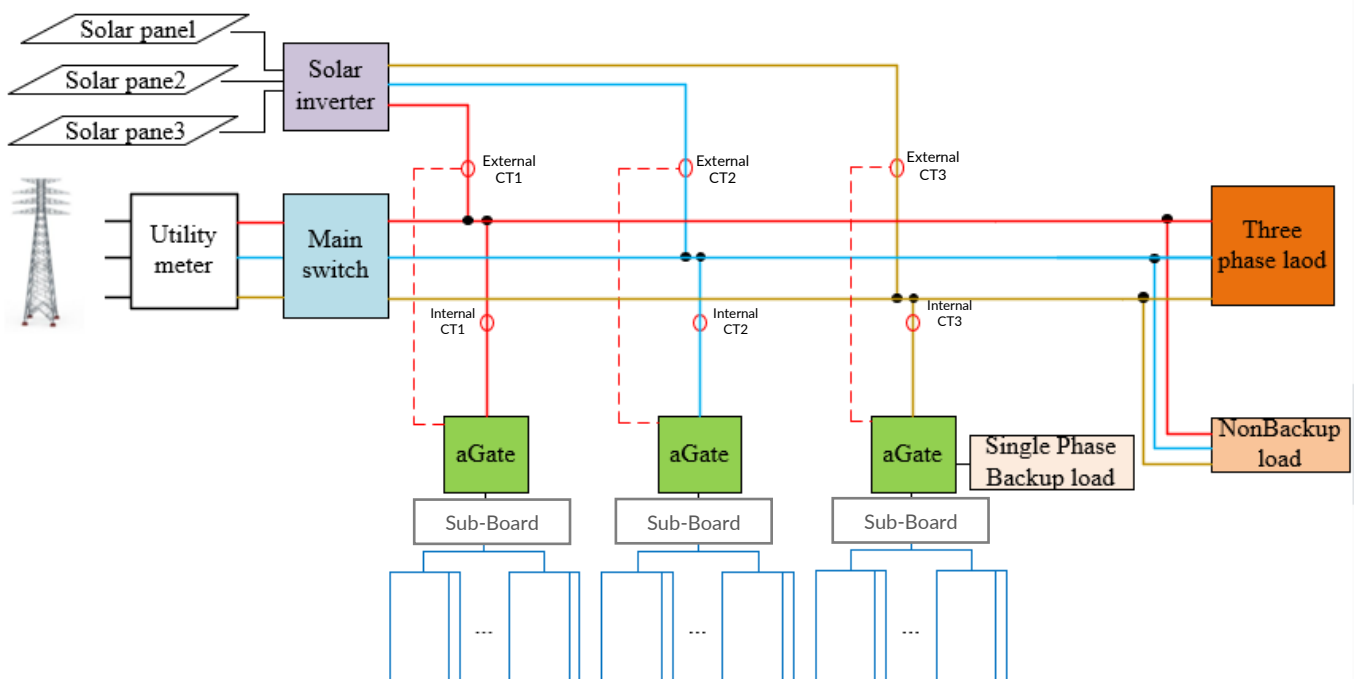 Solar panel
Solar pane2
Solar pane3
Solar
inverter
External
CT1
External
CT2
External
CT3
Utility
meter
Main
switch
Three
phase laod
Internal
CT1
Internal
CT2
Internal
CT3
aGate
aGate
aGate
Single Phase
Backup load
NonBackup
load
Sub-Board
Sub-Board
Sub-Board
...
...
...